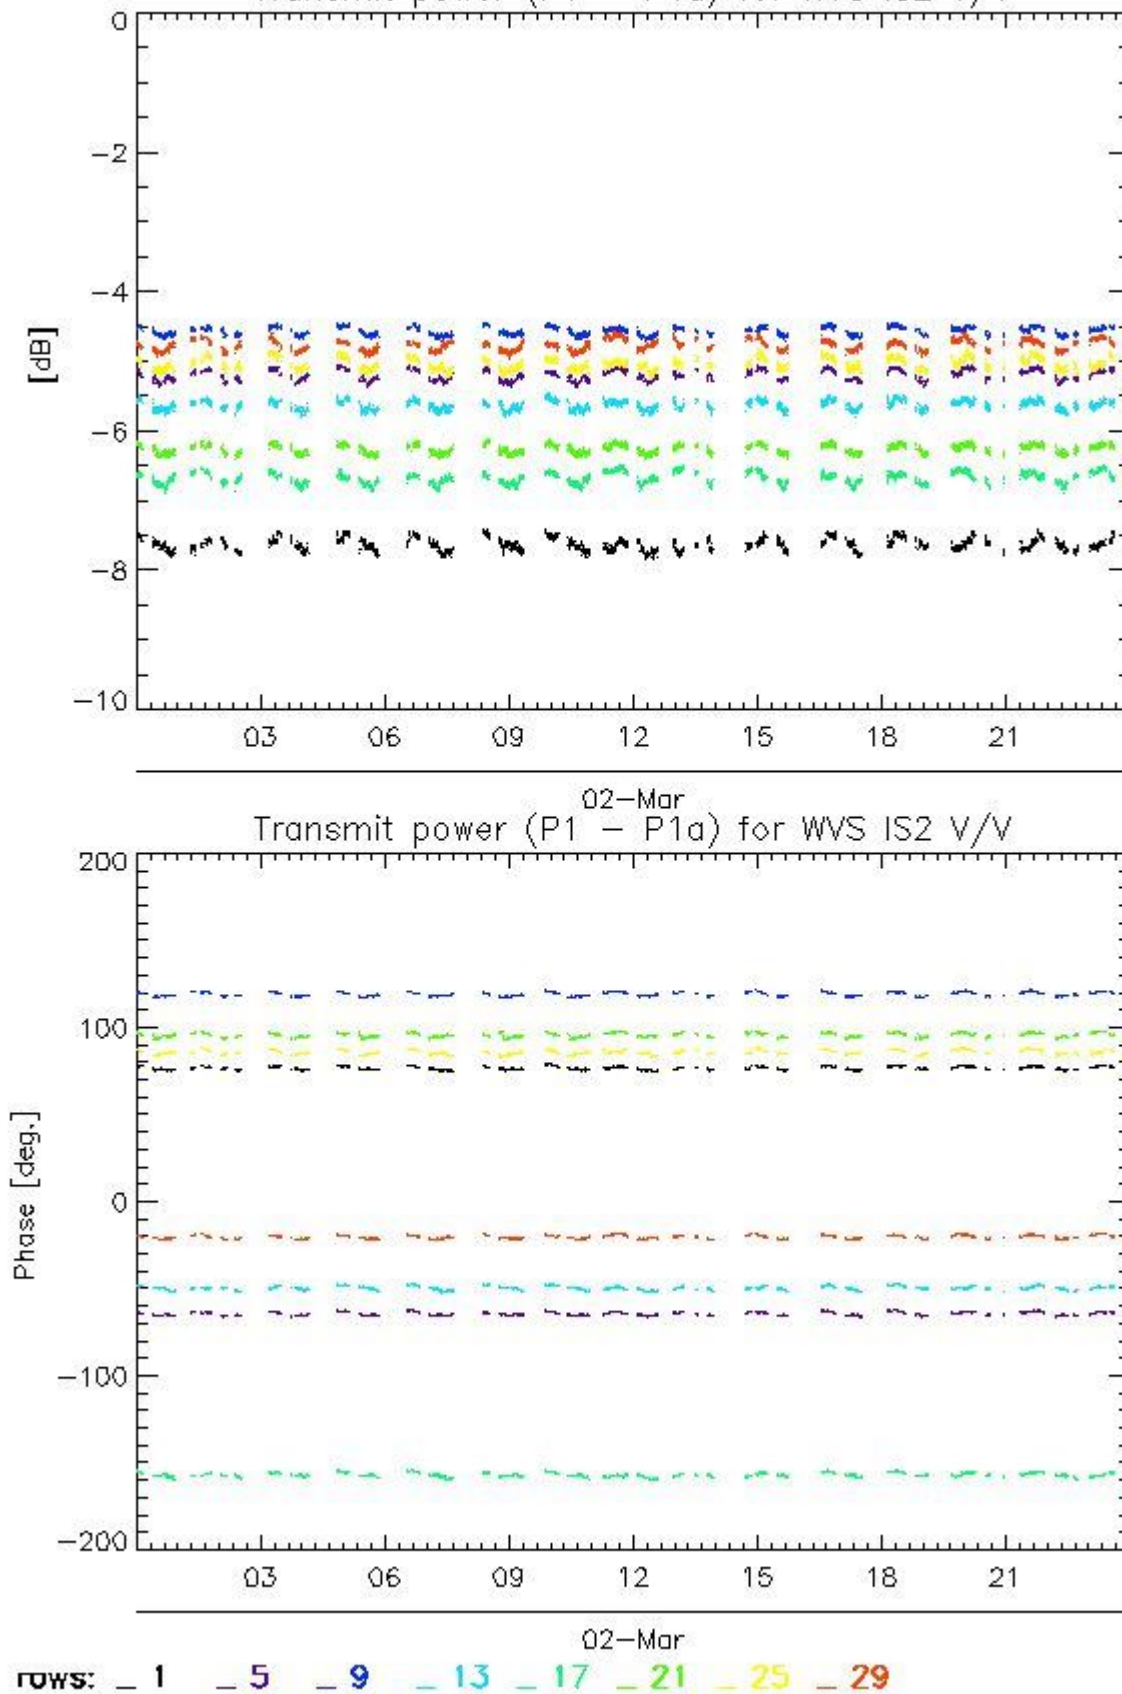 0
-2
-4
[dB]
-6
-8
-10
03 06 09 12 15 18 21
02-Mar
Transmit power (P1 - P1a) for WVS IS2 V/V
200
100
0
Phase [deg.]
-100
-200
03 06 09 12 15 18 21
02-Mar
rows: _ 1 _ 5 _ 9 _ 13 _ 17 _ 21 _ 25 _ 29